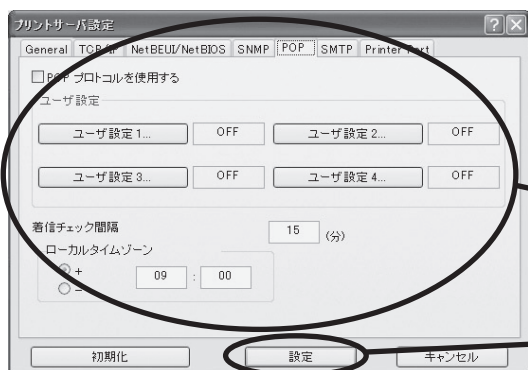 プリントサーバ設定
General TCP/IP NetBEUI/NetBIOS SNMP POP SMTP Printer Port
POP プロトコルを使用する
ユーザ設定
ユーザ設定 1... OFF ユーザ設定 2... OFF
ユーザ設定 3... OFF ユーザ設定 4... OFF
着信チェック間隔 15 (分)
ローカルタイムゾーン
+ 09 : 00
-
初期化 設定 キャンセル